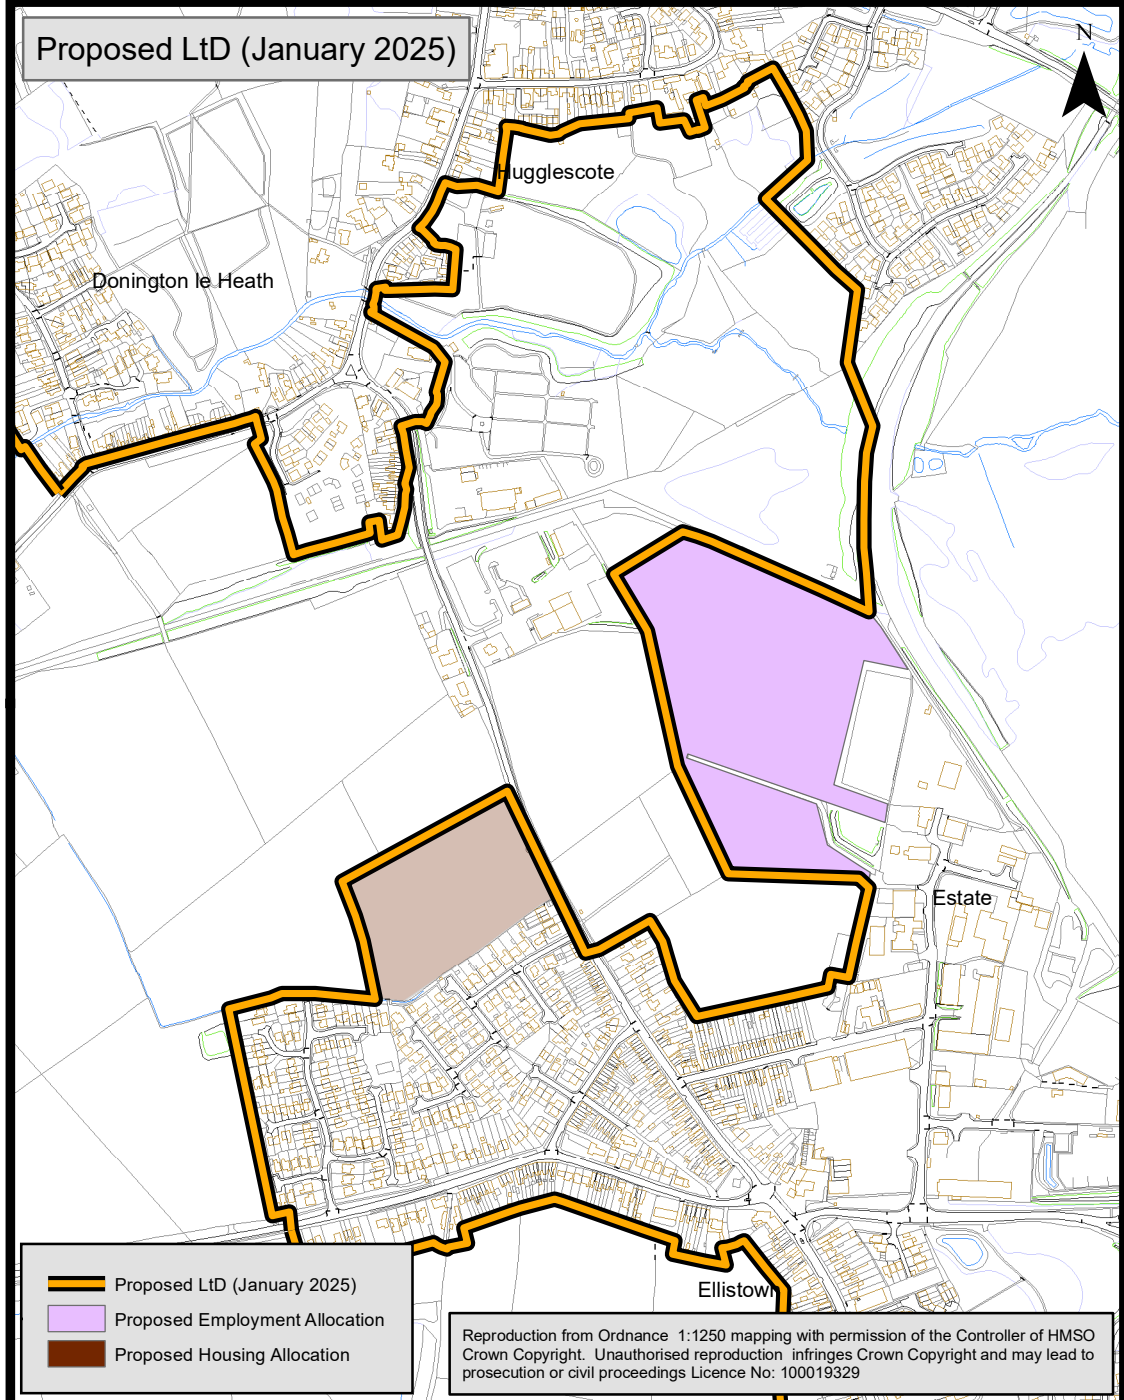 Proposed LtD (January 2025)
N
Hugglescote
Donington le Heath
Estate
Ellistown
Proposed LtD (January 2025)
Proposed Employment Allocation
Proposed Housing Allocation
Reproduction from Ordnance 1:1250 mapping with permission of the Controller of HMSO
Crown Copyright. Unauthorised reproduction infringes Crown Copyright and may lead to
prosecution or civil proceedings Licence No: 100019329